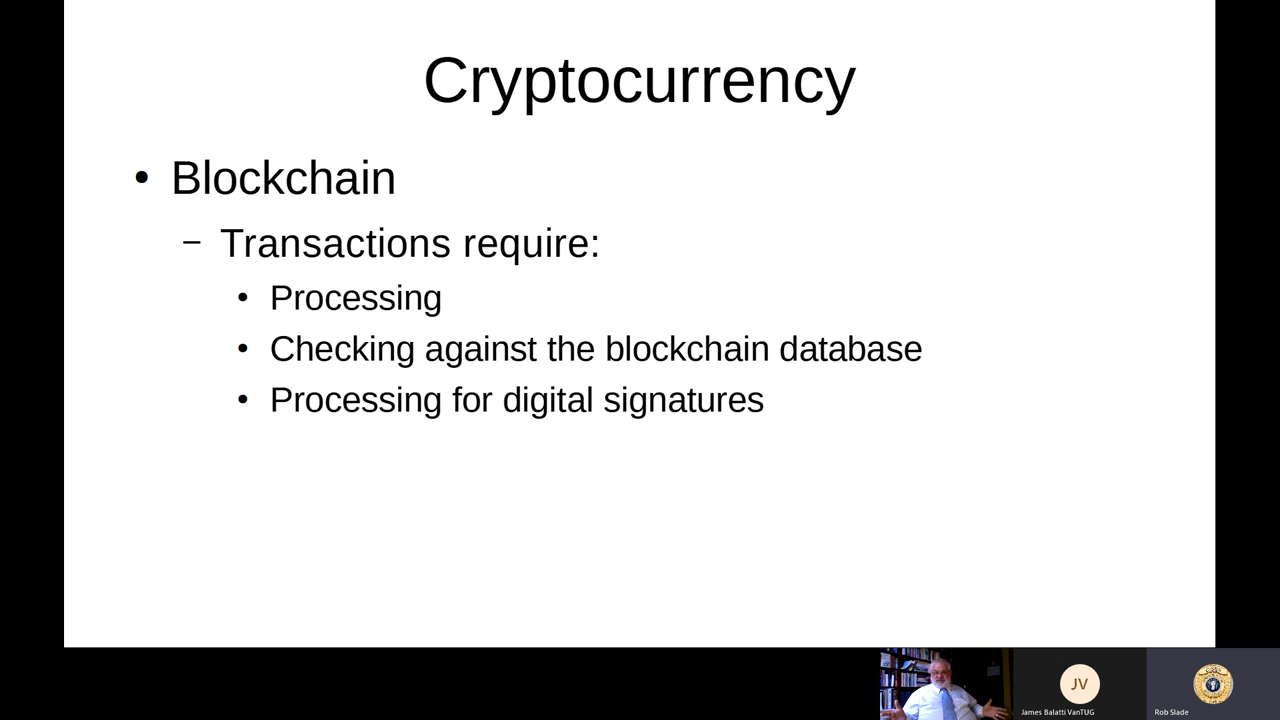 Cryptocurrency
• Blockchain
– Transactions require:
• Processing
• Checking against the blockchain database
• Processing for digital signatures
JV
James Balatti VanTUG
Rob Slade